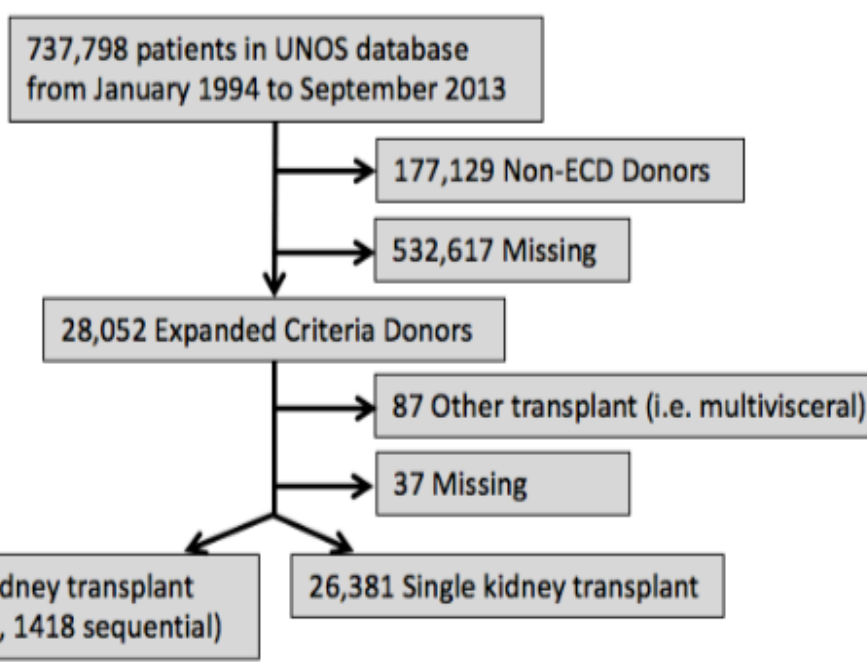 737,798 patients in UNOS database
from January 1994 to September 2013
177,129 Non-ECD Donors
532,617 Missing
28,052 Expanded Criteria Donors
87 Other transplant (i.e. multivisceral)
37 Missing
transplant
, 1418 sequential)
26,381 Single kidney transplant